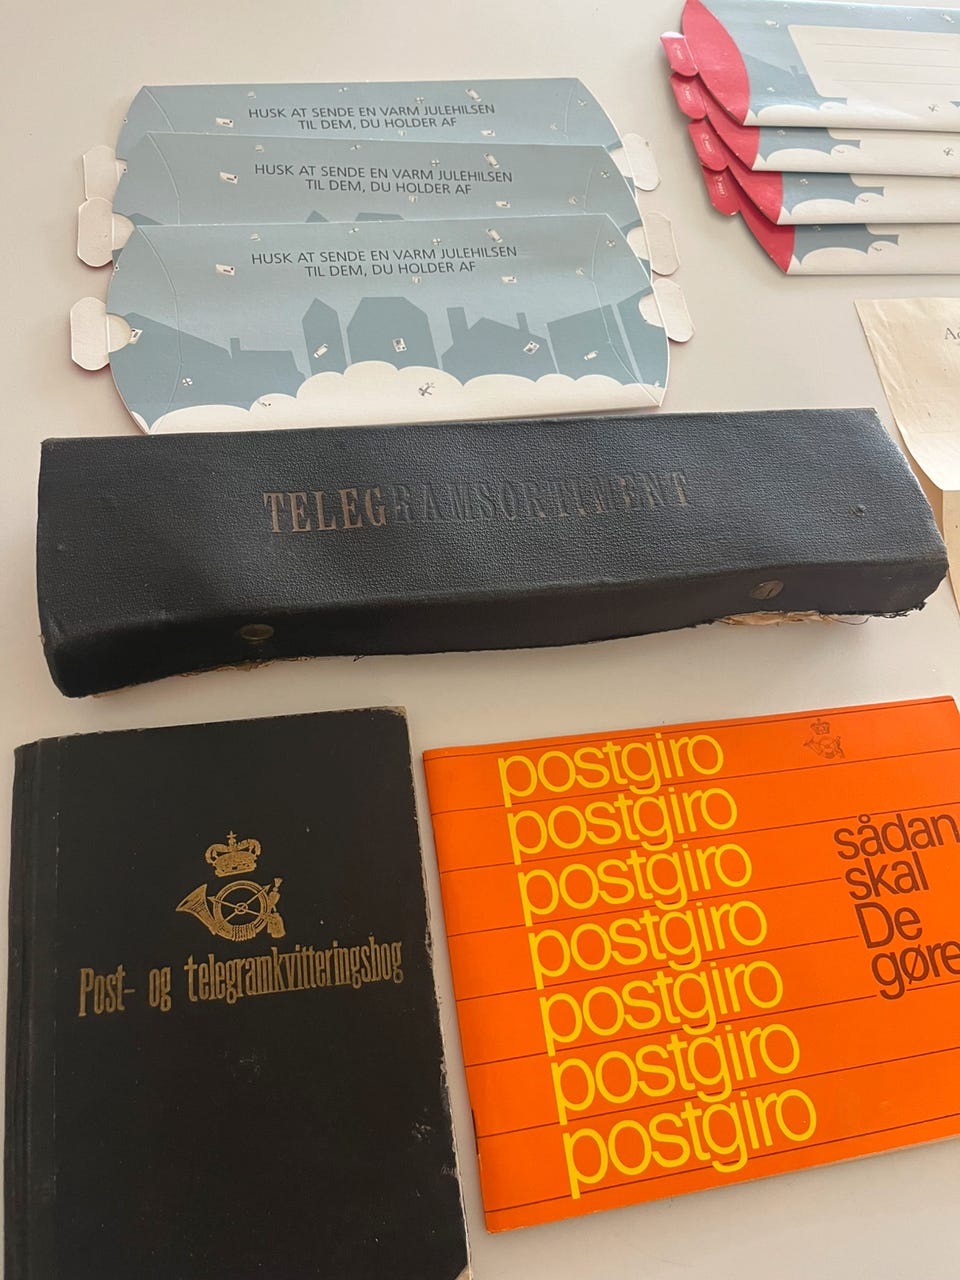 HUSK AT SENDE EN VARM JULEHILSEN
TIL DEM, DU HOLDER AF
HUSK AT SENDE EN VARM JULEHILSEN
TIL DEM, DU HOLDER AF
HUSK AT SENDE EN VARM JULEHILSEN
TIL DEM, DU HOLDER AF
TELEGRAMSORTIMENT
Post- og telegramkvitteringsbog
postgiro
postgiro
postgiro
postgiro
postgiro
postgiro
postgiro
sådan
skal
De
gøre